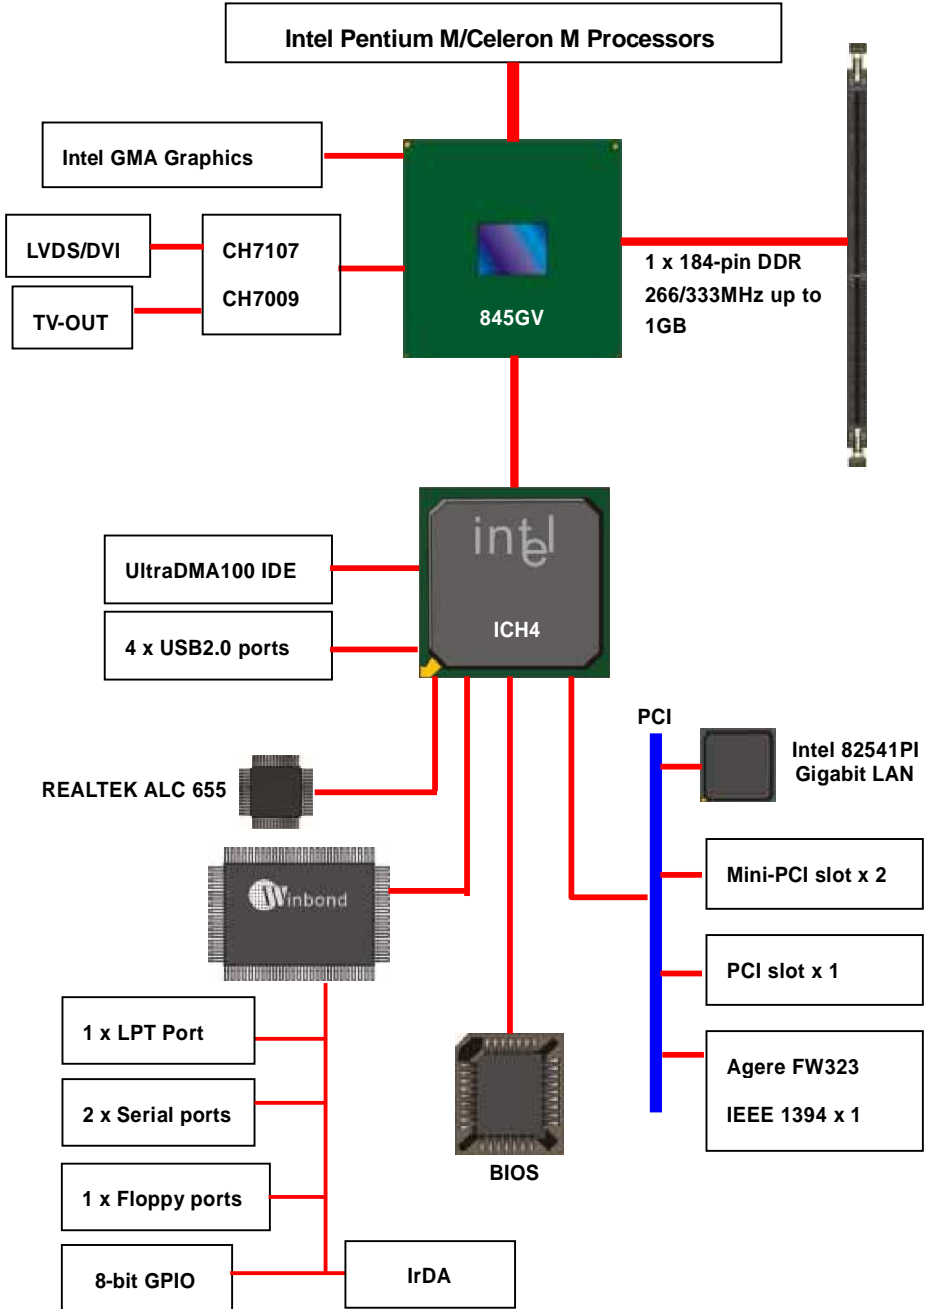 Intel Pentium M/Celeron M Processors
Intel GMA Graphics
LVDS/DVI
CH7107
CH7009
TV-OUT
845GV
1 x 184-pin DDR
266/333MHz up to
1GB
intel
UltraDMA100 IDE
ICH4
4 x USB2.0 ports
PCI
Intel 82541PI
Gigabit LAN
REALTEK ALC 655
Winbond
Mini-PCI slot x 2
PCI slot x 1
1 x LPT Port
Agere FW323
IEEE 1394 x 1
2 x Serial ports
BIOS
1 x Floppy ports
8-bit GPIO
IrDA